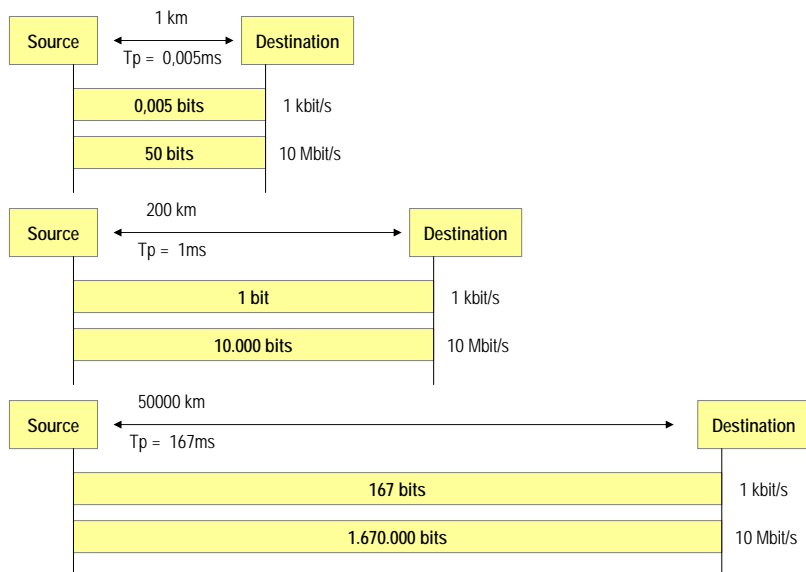 1 km
Source
Destination
Tp = 0,005ms
0,005 bits
1 kbit/s
50 bits
10 Mbit/s
200 km
Source
Destination
Tp = 1ms
1 bit
1 kbit/s
10.000 bits
10 Mbit/s
50000 km
Source
Destination
Tp = 167ms
167 bits
1 kbit/s
1.670.000 bits
10 Mbit/s